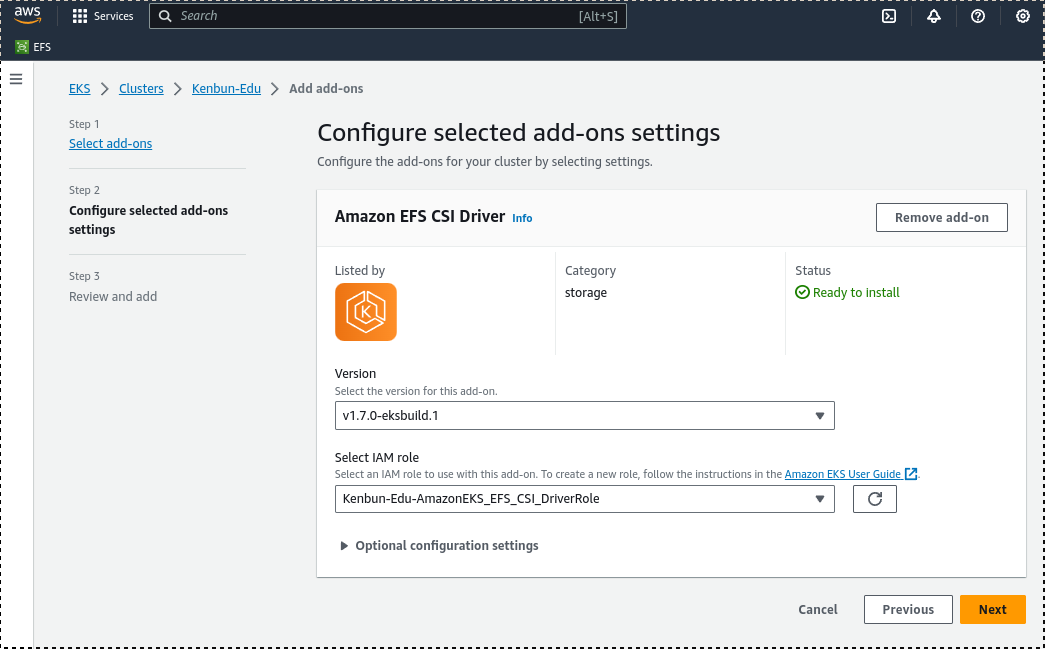 aws
Services
Search
[Alt+S]
EFS
EKS
Clusters
Kenbun-Edu
Add add-ons
Step 1
Select add-ons
Step 2
Configure selected add-ons
settings
Step 3
Review and add
Configure selected add-ons settings
Configure the add-ons for your cluster by selecting settings.
Amazon EFS CSI Driver Info
Remove add-on
Listed by
K
Category
storage
Status
Ready to install
Version
Select the version for this add-on.
v1.7.0-eksbuild.1
Select IAM role
Select an IAM role to use with this add-on. To create a new role, follow the instructions in the Amazon EKS User Guide.
Kenbun-Edu-AmazonEKS_EFS_CSI_DriverRole
Optional configuration settings
Cancel
Previous
Next